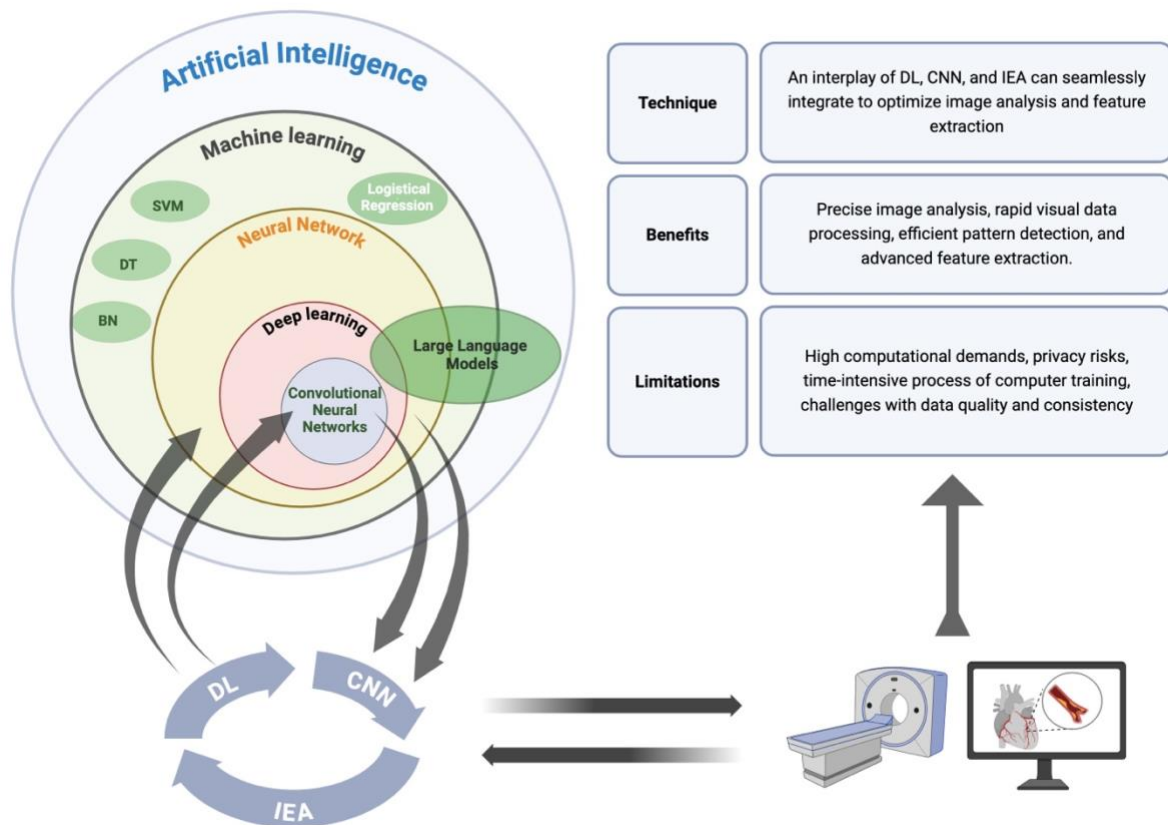 Artificial Intelligence
Machine learning
SVM
Logistical
Regression
Neural Network
DT
BN
Deep learning
Large Language
Models
Convolutional
Neural
Networks
DL
CNN
IEA
Technique
An interplay of DL, CNN, and IEA can seamlessly
integrate to optimize image analysis and feature
extraction
Benefits
Precise image analysis, rapid visual data
processing, efficient pattern detection, and
advanced feature extraction.
Limitations
High computational demands, privacy risks,
time-intensive process of computer training,
challenges with data quality and consistency